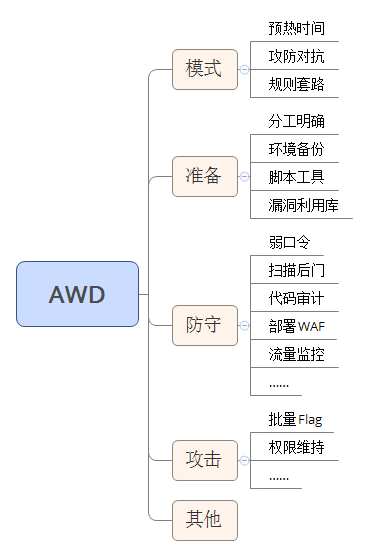 AWD
模式
预热时间
攻防对抗
规则套路
准备
分工明确
环境备份
脚本工具
漏洞利用库
防守
弱口令
扫描后门
代码审计
部署WAF
流量监控
......
攻击
批量Flag
权限维持
......
其他